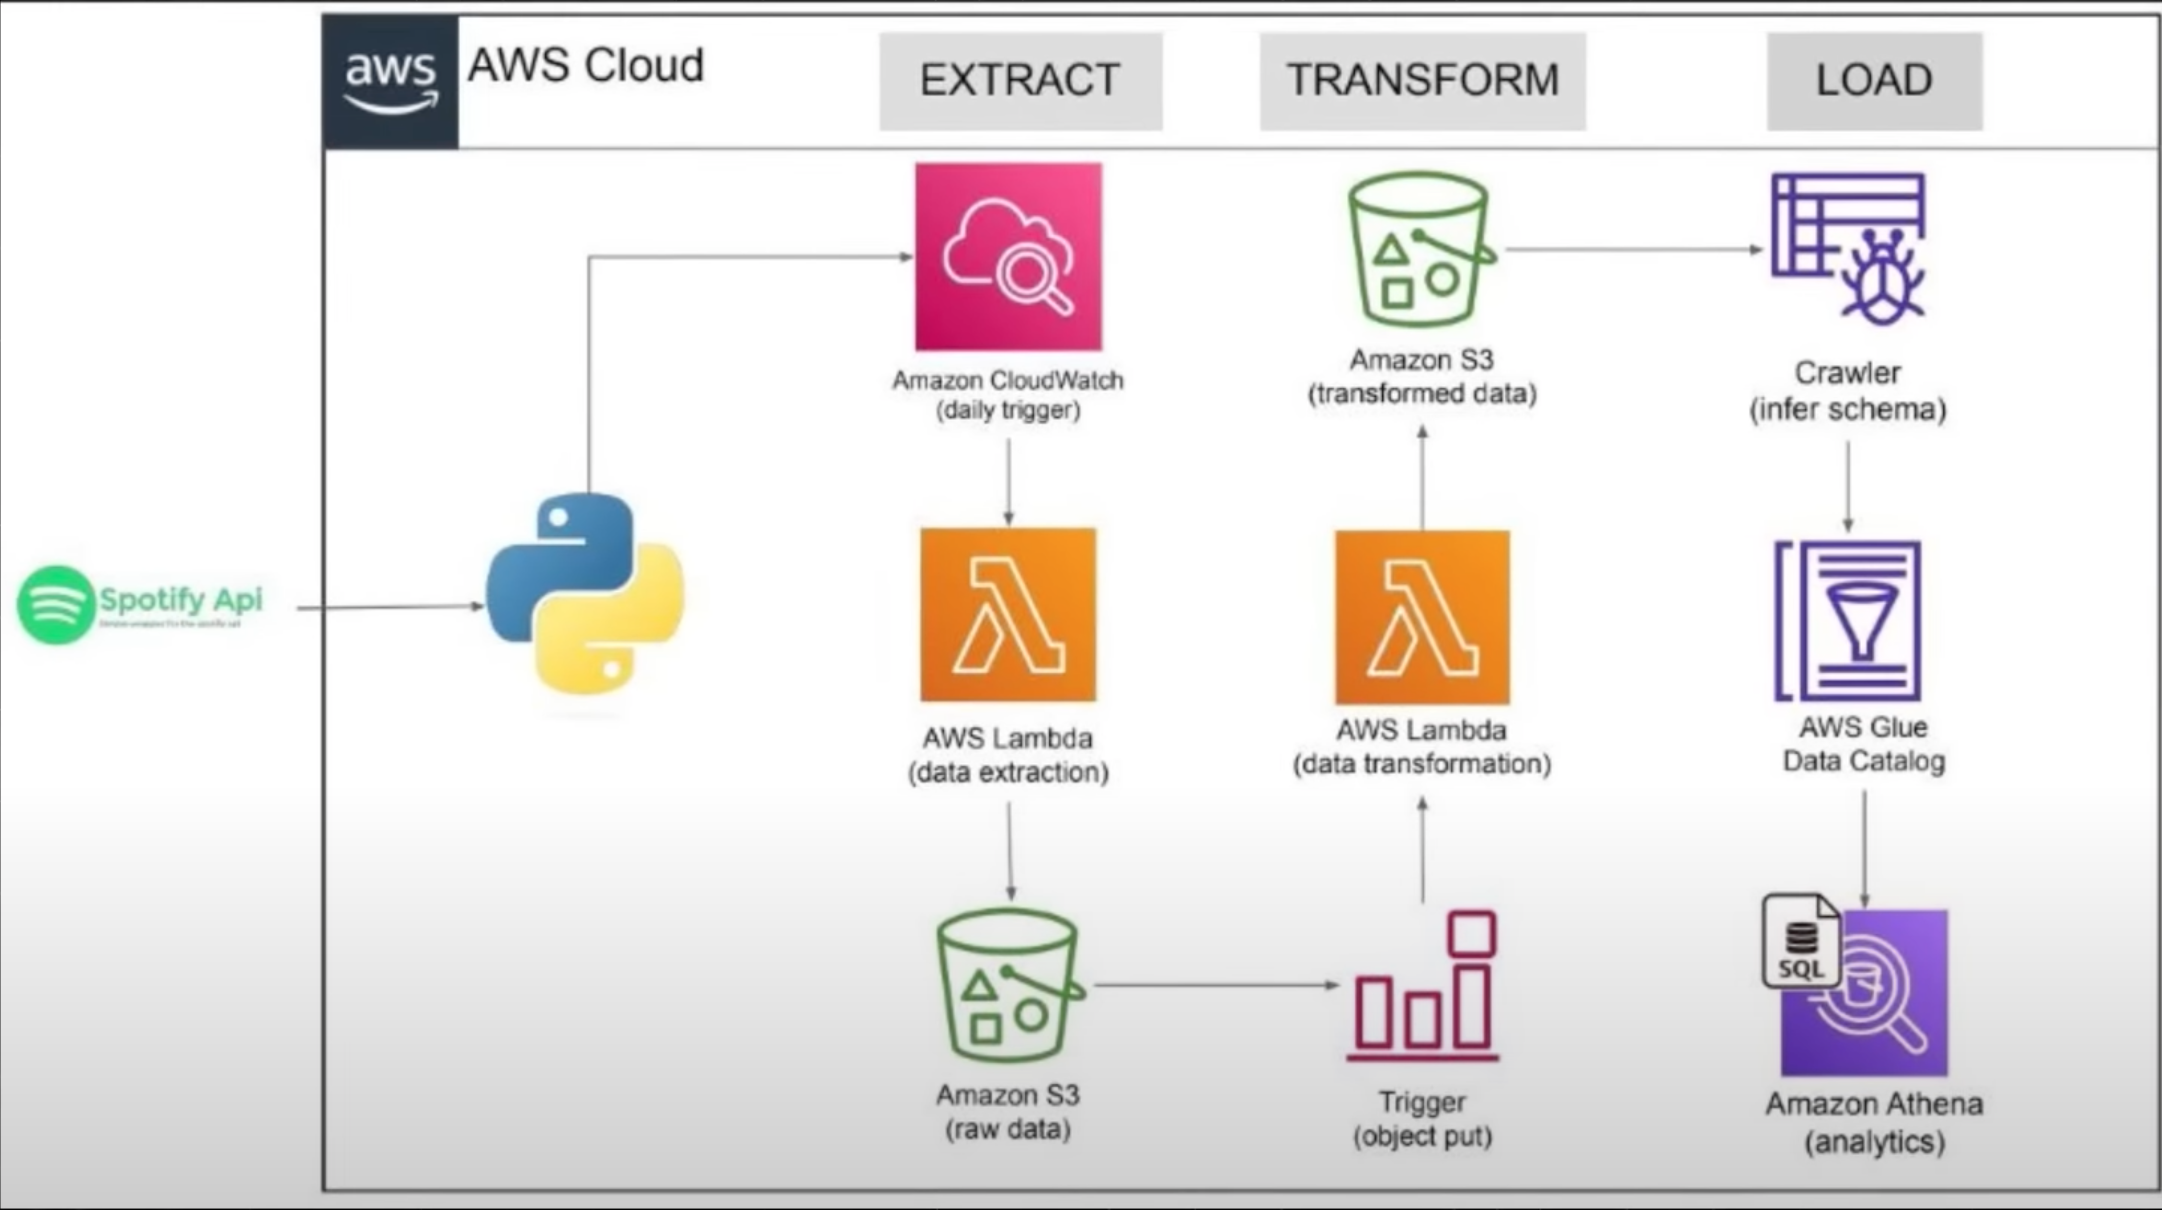 aws
AWS Cloud
EXTRACT
TRANSFORM
LOAD
Amazon CloudWatch
(daily trigger)
Amazon S3
(transformed data)
Crawler
(infer schema)
Spotify Api
AWS Lambda
(data extraction)
AWS Lambda
(data transformation)
AWS Glue
Data Catalog
SQL
Amazon S3
(raw data)
Trigger
(object put)
Amazon Athena
(analytics)